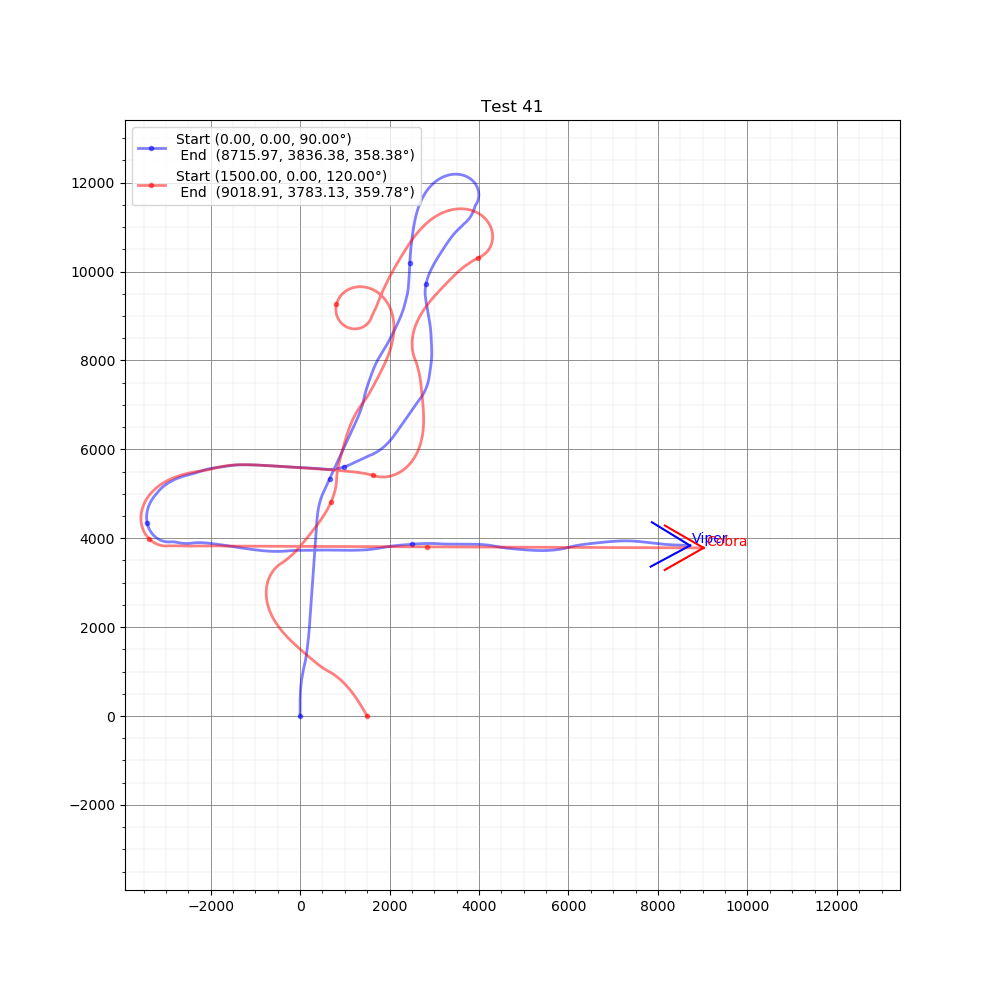 Test 41
Start (0.00, 0.00, 90.00°)
End (8715.97, 3836.38, 358.38°)
Start (1500.00, 0.00, 120.00°)
End (9018.91, 3783.13, 359.78°)
12000
10000
8000
6000
4000
2000
0
−2000
Viper
Cobra
−2000 0 2000 4000 6000 8000 10000 12000